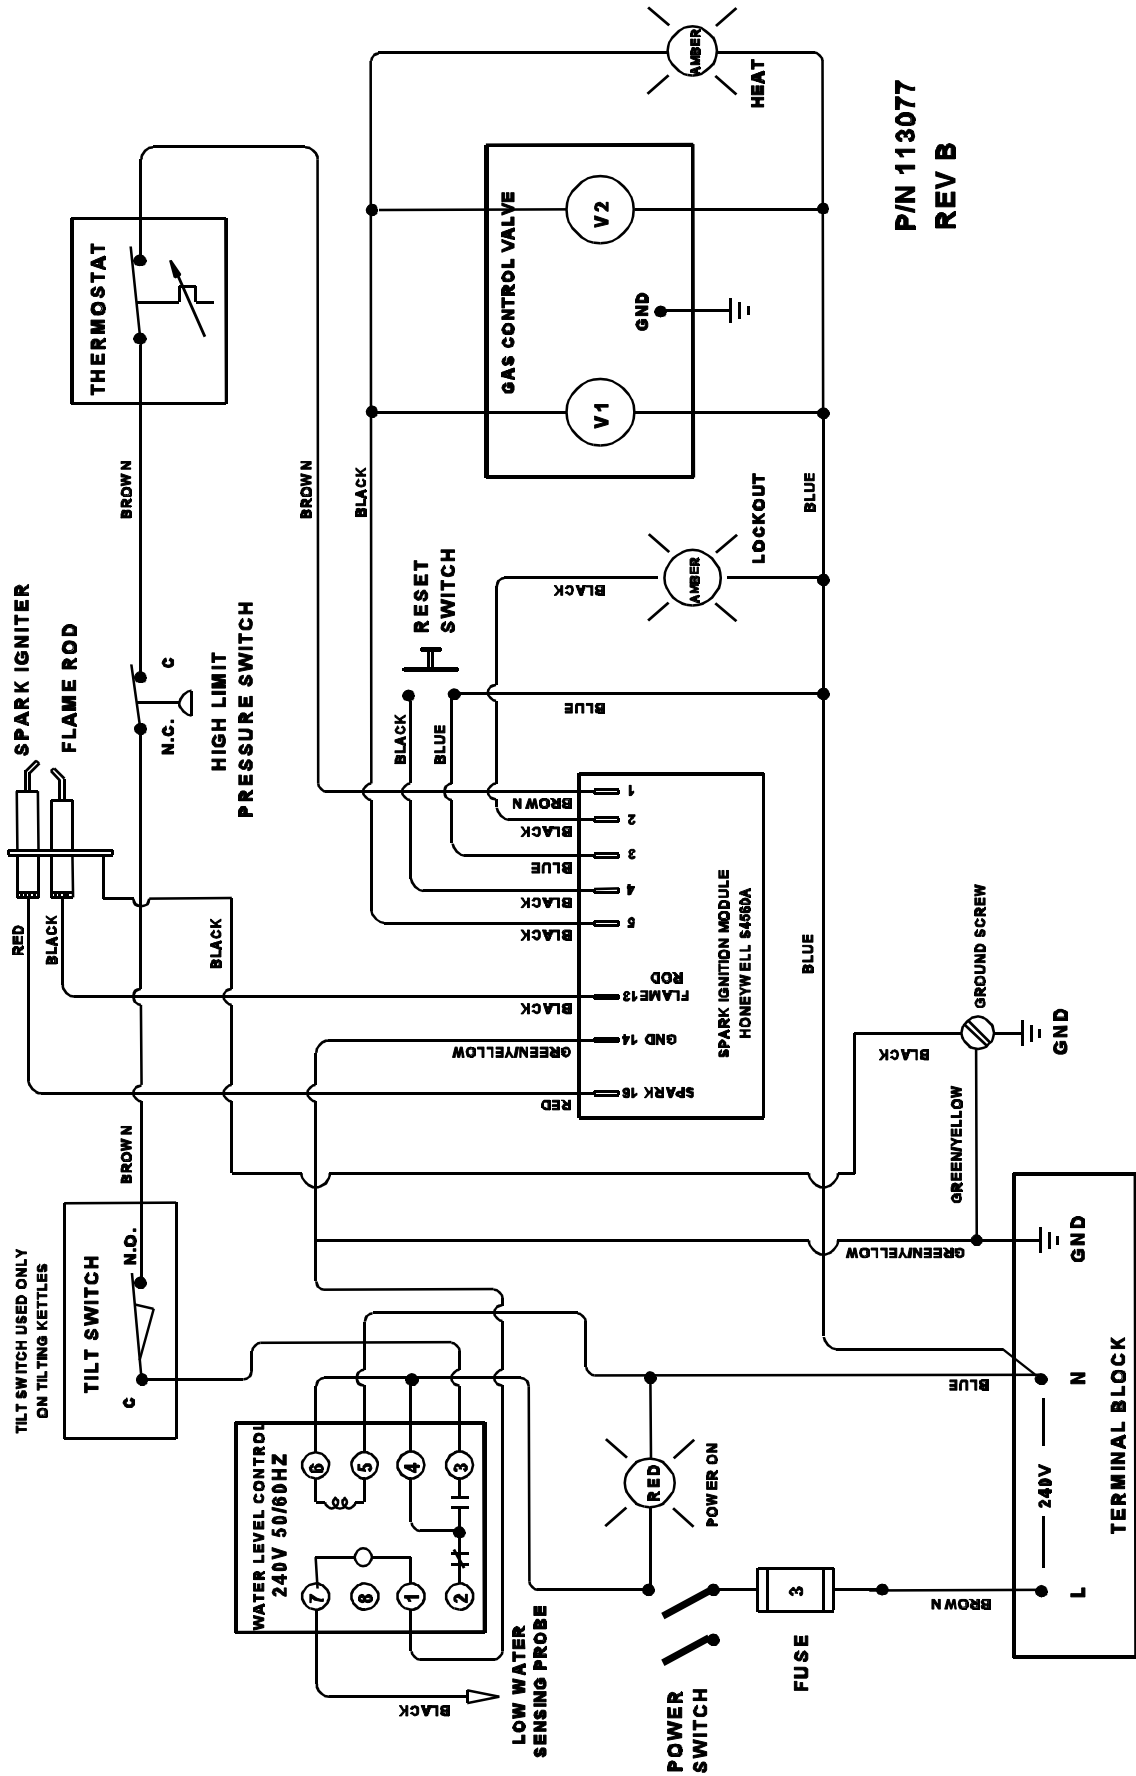 TILT SWITCH USED ONLY
ON TILTING KETTLES
TILT SWITCH
C
N.O.
BROWN
RED
BLACK
SPARK IGNITER
FLAME ROD
N.C.
C
HIGH LIMIT
PRESSURE SWITCH
BROWN
THERMOSTAT
BROWN
BLACK
BLACK
WATER LEVEL CONTROL
240V 50/60HZ
6
5
4
3
7
8
1
2
BLACK
LOW WATER
SENSING PROBE
RESET
SWITCH
BLACK
BLUE
BLUE
BLACK
AMBER
LOCKOUT
BROWN
BLACK
BLUE
BLACK
BLACK
BLACK
GREEN/YELLOW
RED
1
2
3
4
5
FLAME 13
ROD
GND 14
SPARK 16
SPARK IGNITION MODULE
HONEYWELL S4560A
GAS CONTROL VALVE
V1
V2
GND
AMBER
HEAT
BLUE
BLUE
P/N 113077
REV B
BLACK
GROUND SCREW
GND
GREEN/YELLOW
GREEN/YELLOW
BLUE
RED
POWER ON
POWER
SWITCH
3
FUSE
BROWN
L
240V
N
GND
TERMINAL BLOCK